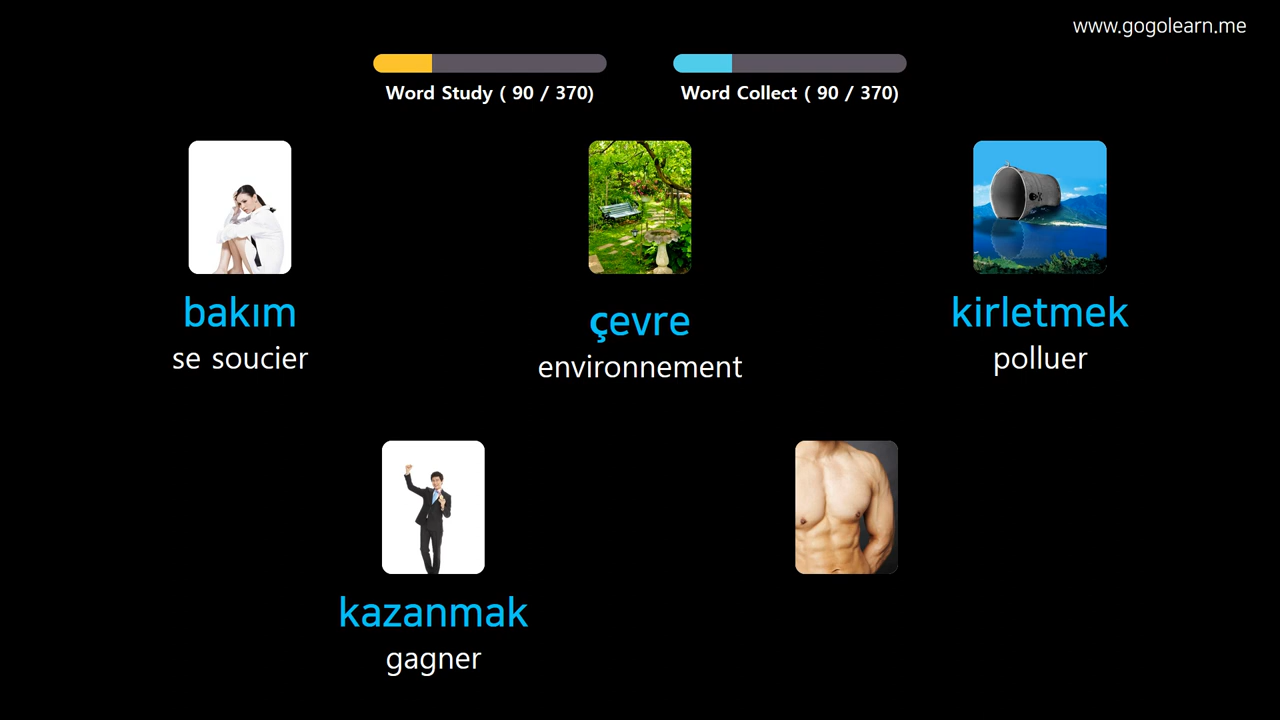 www.gogolearn.me
Word Study ( 90 / 370)
Word Collect ( 90 / 370)
bakım
se soucier
çevre
environnement
kirletmek
polluer
kazanmak
gagner